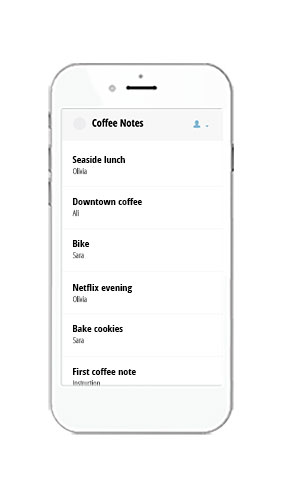 Coffee Notes
Seaside lunch
Olivia
Downtown coffee
Ali
Bike
Sara
Netflix evening
Olivia
Bake cookies
Sara
First coffee note
Instruction